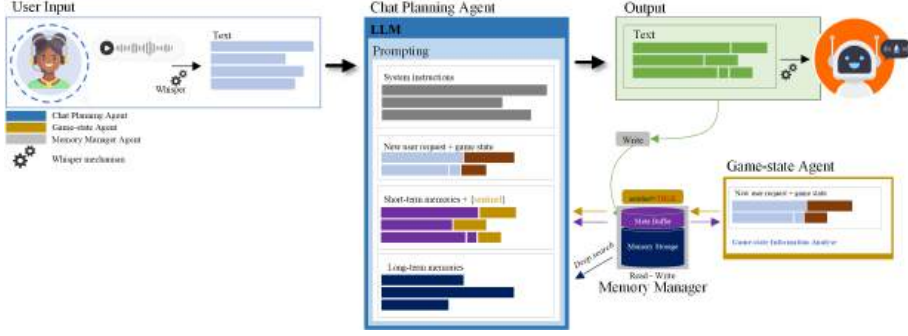 User Input
Text
Whisper
Chat Planning Agent
Game-state Agent
Memory Manager Agent
Whisper mechanism
Chat Planning Agent
LLM
Prompting
System instructions
New user request + game state
Short-term memories + [sentinel]
Long-term memories
Output
Text
Write
State Buffer
Memory Storage
Read - Write
Memory Manager
Deep search
Game-state Agent
New user request + game state
Game-state Information Analyse